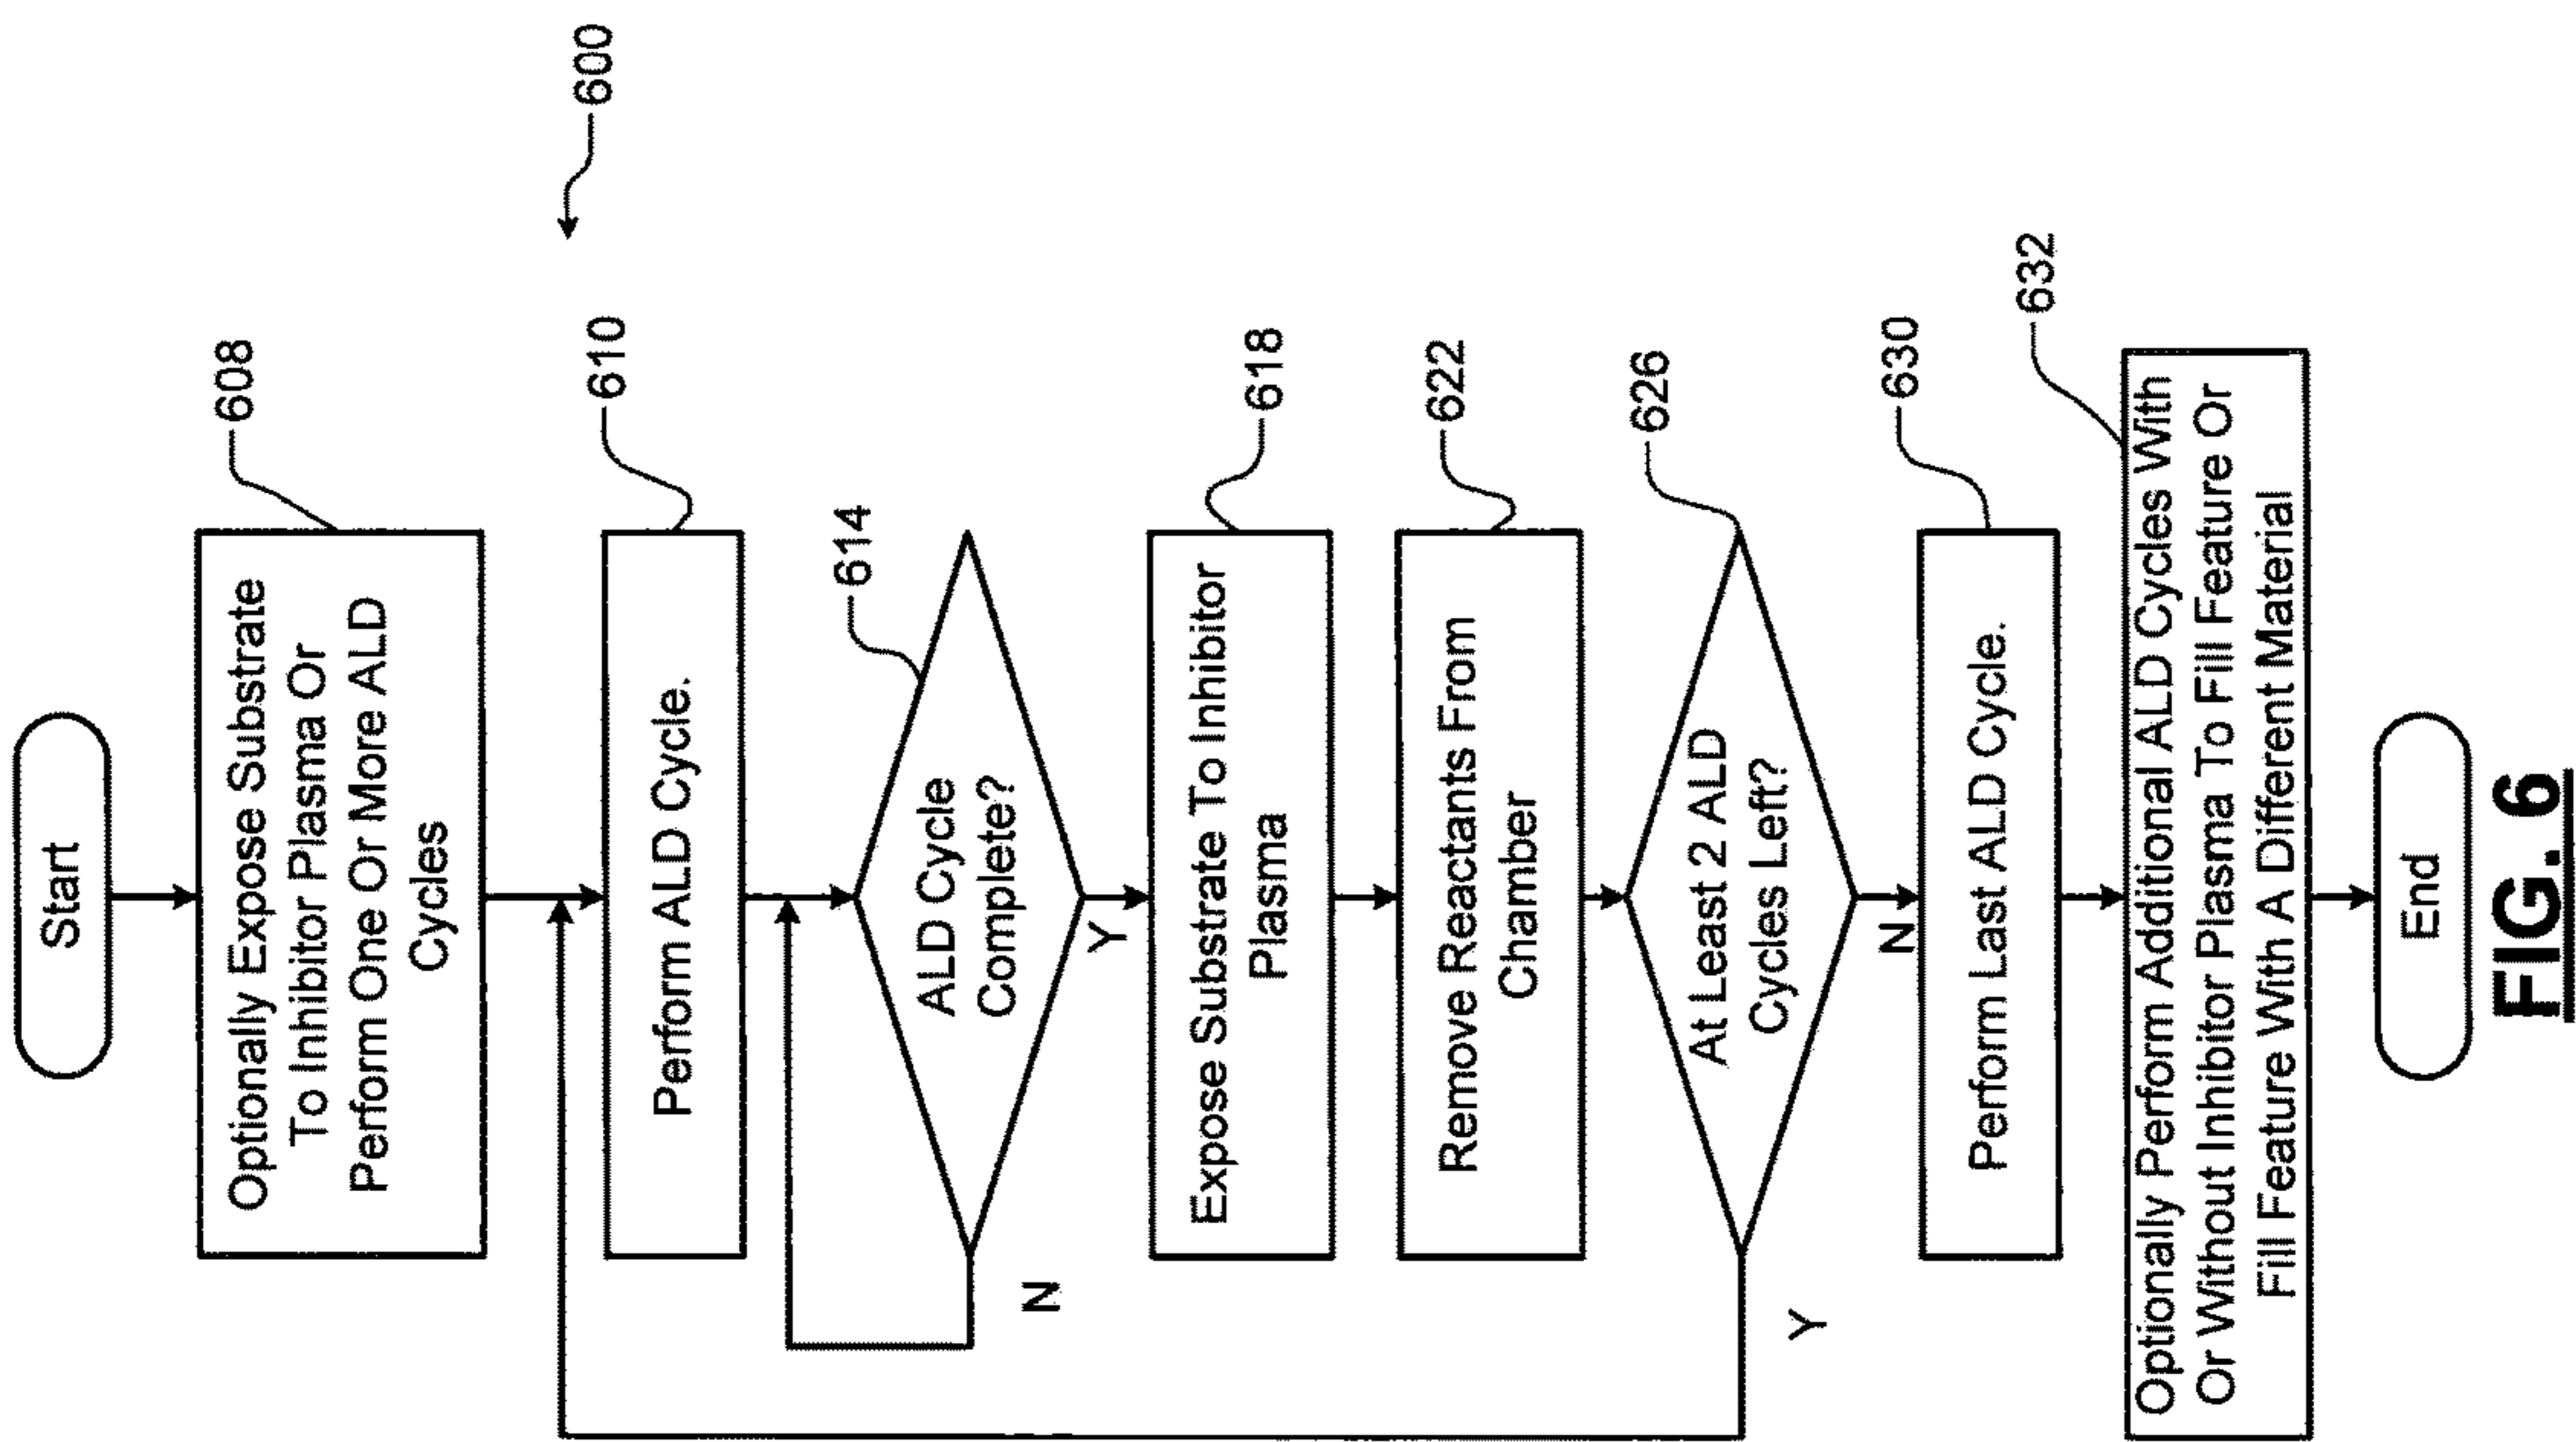 Start
600
608
Optionally Expose Substrate
To Inhibitor Plasma Or
Perform One Or More ALD
Cycles
610
Perform ALD Cycle.
614
ALD Cycle
Complete?
N
Y
618
Expose Substrate To Inhibitor
Plasma
622
Remove Reactants From
Chamber
626
At Least 2 ALD
Cycles Left?
Y
N
630
Perform Last ALD Cycle.
632
Optionally Perform Additional ALD Cycles With
Or Without Inhibitor Plasma To Fill Feature Or
Fill Feature With A Different Material
End
FIG. 6